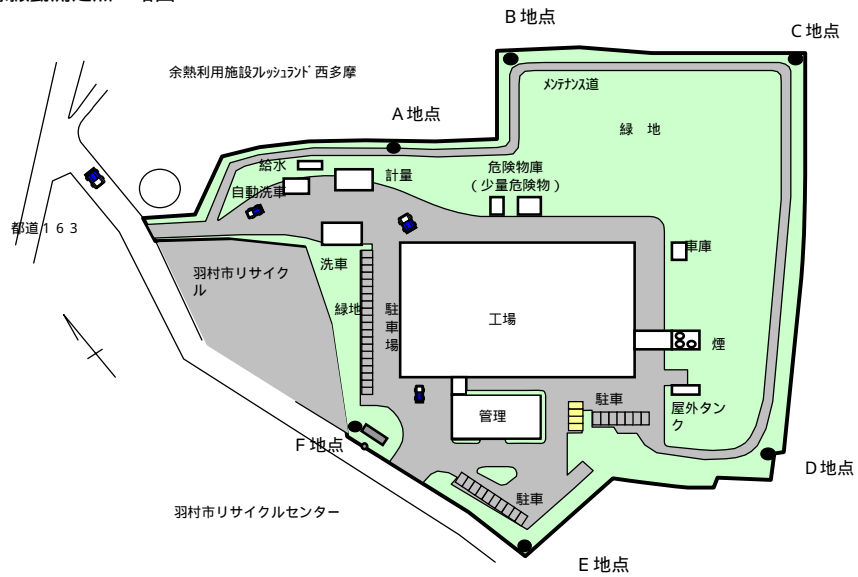 B地点
C地点
余熱利用施設フレッシュランド西多摩
メンテナンス道
A地点
緑　地
給水
計量
危険物庫
（少量危険物）
自動洗車
都道１６３
車庫
洗車
羽村市リサイク
ル
緑地
駐車場
工場
煙
駐車
管理
屋外タン
ク
F地点
D地点
駐車
羽村市リサイクルセンター
E地点